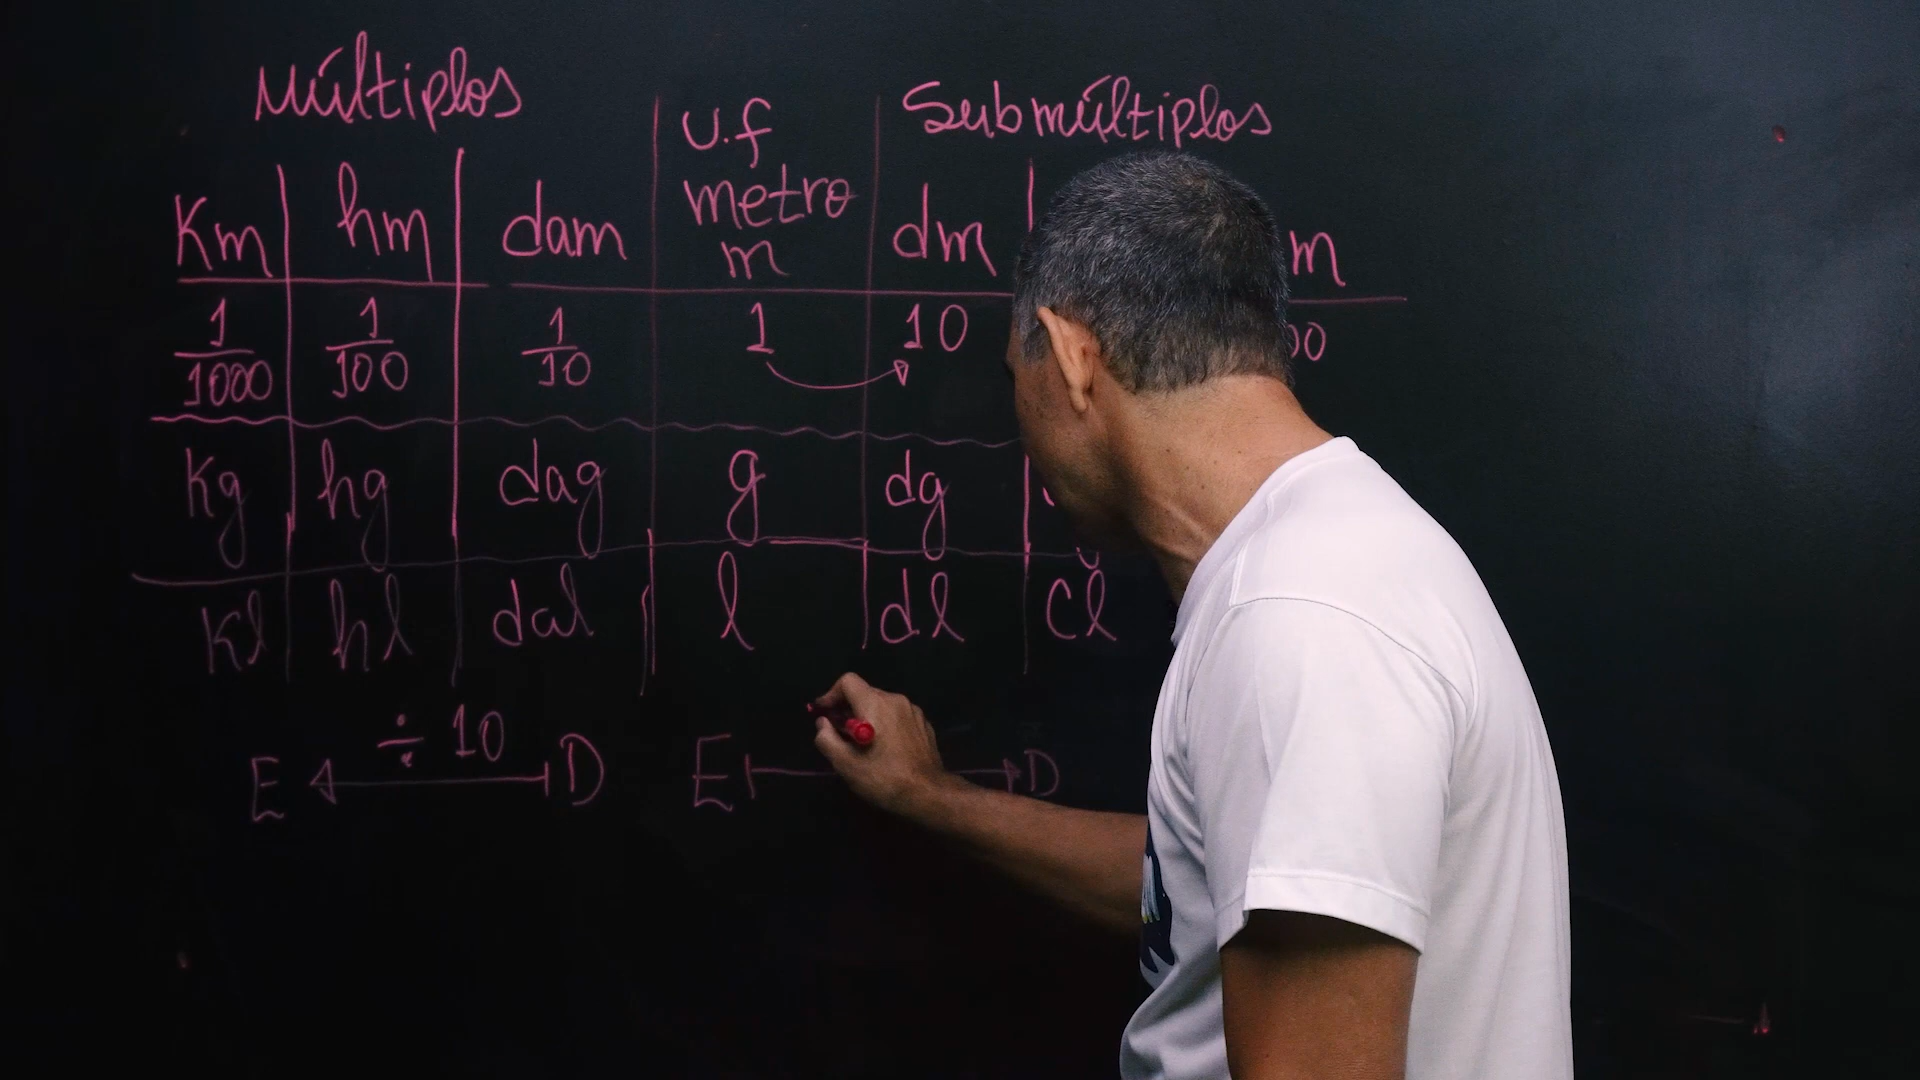 Múltiplos u.f Submúltiplos
Km hm dam metro m dm m
1/1000 1/100 1/10 1 10 00
Kg hg dag g dg
Kl hl dal l dl cl
÷ 10
E D E D